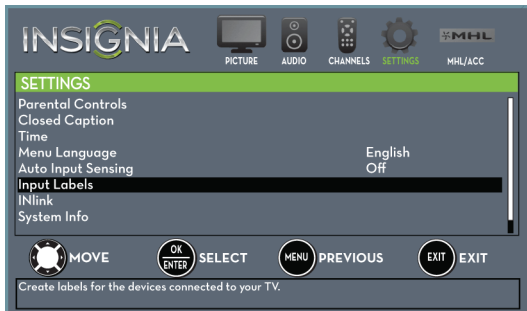 INSIGNIA
PICTURE AUDIO CHANNELS SETTINGS MHL MHL/ACC
SETTINGS
Parental Controls
Closed Caption
Time
Menu Language English
Auto Input Sensing Off
Input Labels
INlink
System Info
MOVE OK ENTER SELECT MENU PREVIOUS EXIT EXIT
Create labels for the devices connected to your TV.